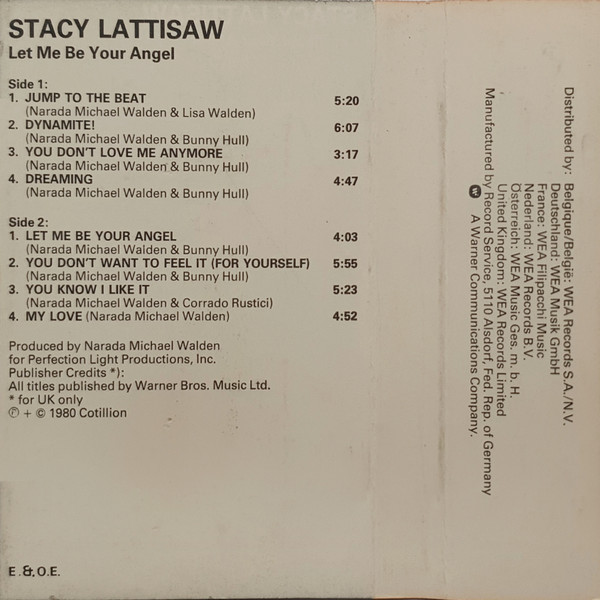 STACY LATTISAW
Let Me Be Your Angel
Side 1:
1. JUMP TO THE BEAT 5:20
(Narada Michael Walden & Lisa Walden)
2. DYNAMITE! 6:07
(Narada Michael Walden & Bunny Hull)
3. YOU DON'T LOVE ME ANYMORE 3:17
(Narada Michael Walden & Bunny Hull)
4. DREAMING 4:47
(Narada Michael Walden & Bunny Hull)
Side 2:
1. LET ME BE YOUR ANGEL 4:03
(Narada Michael Walden & Bunny Hull)
2. YOU DON'T WANT TO FEEL IT (FOR YOURSELF) 5:55
(Narada Michael Walden & Bunny Hull)
3. YOU KNOW I LIKE IT 5:23
(Narada Michael Walden & Corrado Rustici)
4. MY LOVE (Narada Michael Walden) 4:52
Produced by Narada Michael Walden
for Perfection Light Productions, Inc.
Publisher Credits *):
All titles published by Warner Bros. Music Ltd.
* for UK only
℗ + © 1980 Cotillion
E.&.O.E.
Distributed by: Belgique/België: WEA Records S.A./N.V.
Deutschland: WEA Musik GmbH
France: WEA Filipacchi Music
Nederland: WEA Records B.V.
Österreich: WEA Music Ges. m. b. H.
United Kingdom: WEA Records Limited
Manufactured by Record Service, 5110 Alsdorf, Fed. Rep. of Germany
A Warner Communications Company.